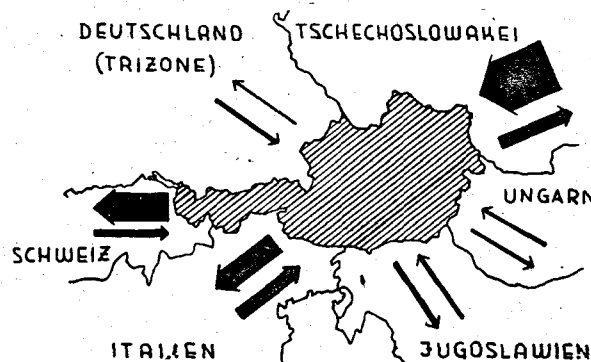 DEUTSCHLAND
(TRIZONE)
TSCHECHOSLOWAKEI
UNGARN
SCHWEIZ
ITALIEN
JUGOSLAWIEN